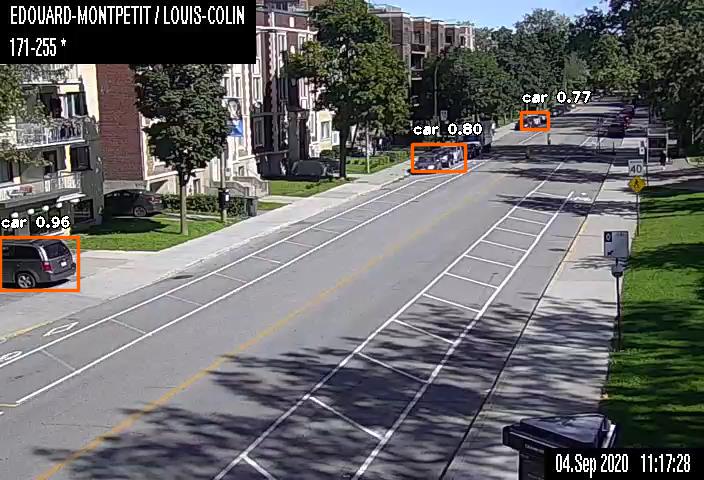 EDOUARD-MONTPETIT / LOUIS-COLIN
171-255 *
car 0.77
car 0.80
40
car 0.96
04.Sep 2020 11:17:28